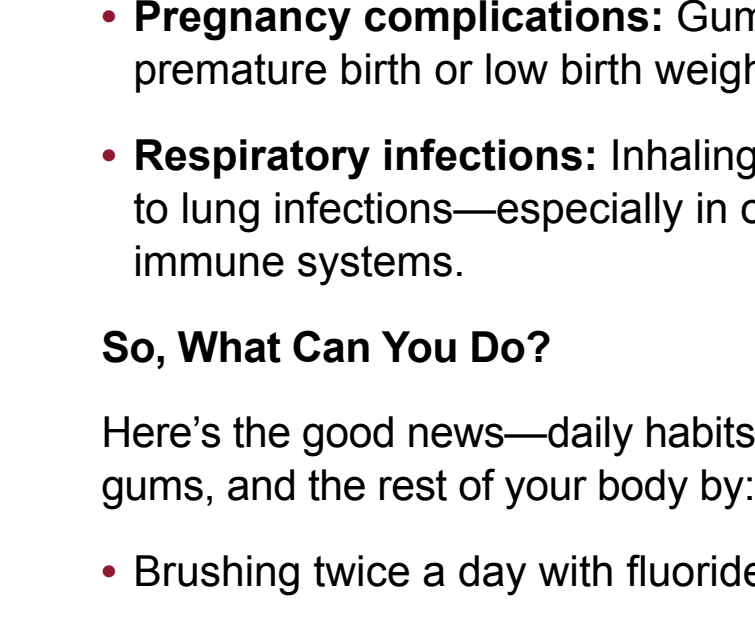 • Pregnancy complications: Gum
premature birth or low birth weigh
• Respiratory infections: Inhaling
to lung infections—especially in
immune systems.
So, What Can You Do?
Here’s the good news—daily habits
gums, and the rest of your body by:
• Brushing twice a day with fluoride